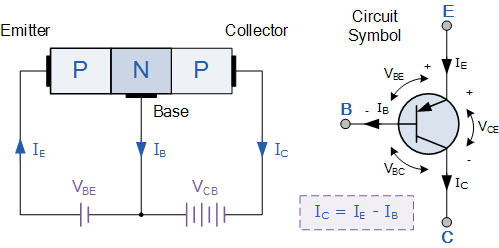 Emitter
Collector
Circuit
Symbol
E
P N P
Base
I_E
I_B
I_C
V_BE
V_CB
V_BE
+
I_E
+
B
- I_B
V_CE
V_BC
-
I_C
C
I_C = I_E - I_B